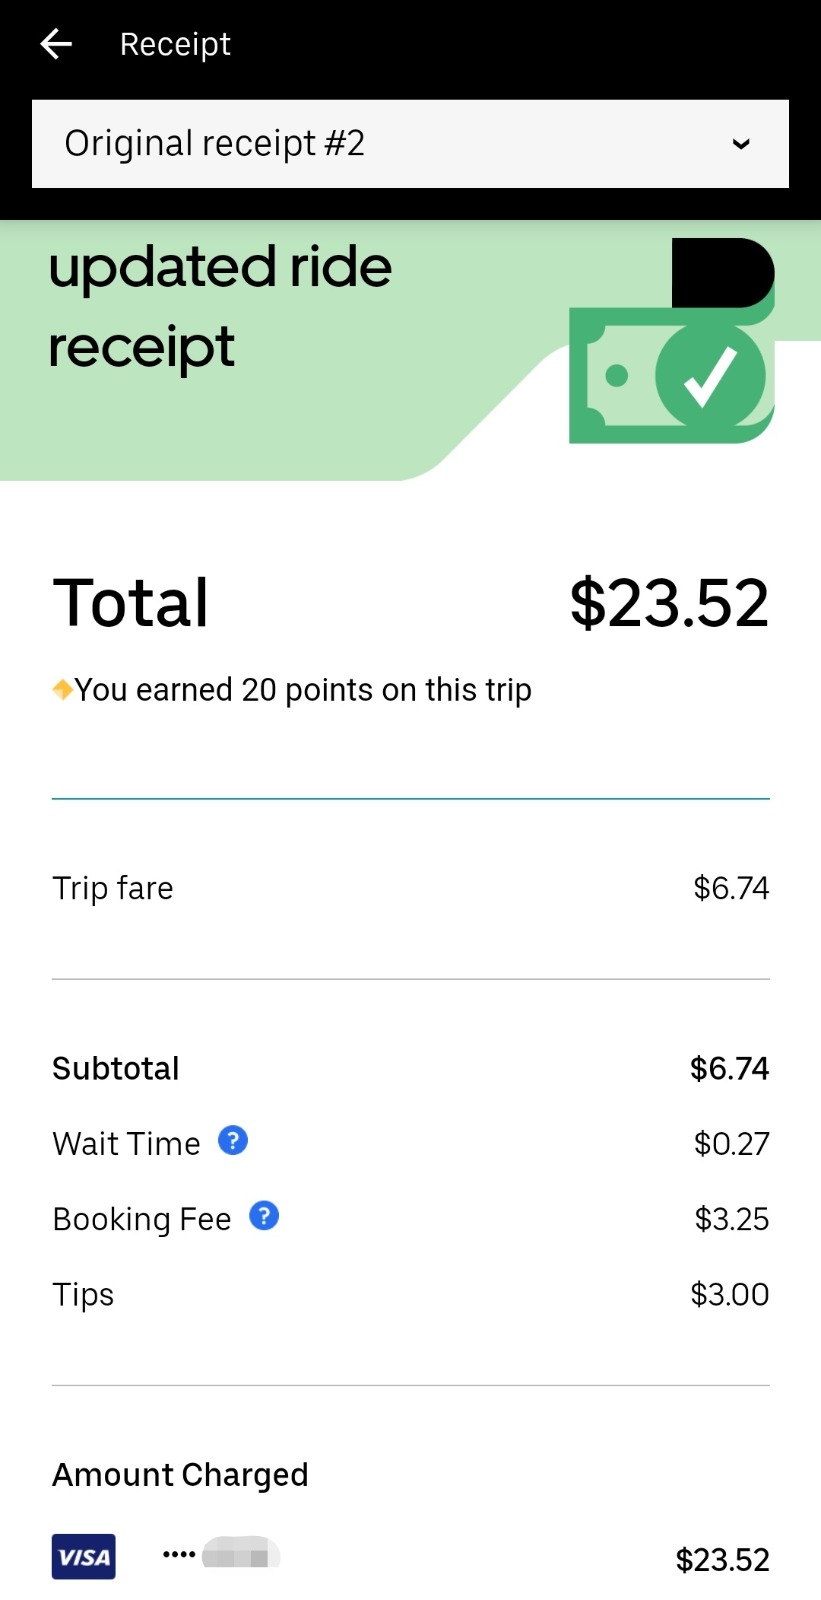 Receipt
Original receipt #2
updated ride
receipt
Total $23.52
You earned 20 points on this trip
Trip fare $6.74
Subtotal $6.74
Wait Time ? $0.27
Booking Fee ? $3.25
Tips $3.00
Amount Charged
VISA •••• $23.52